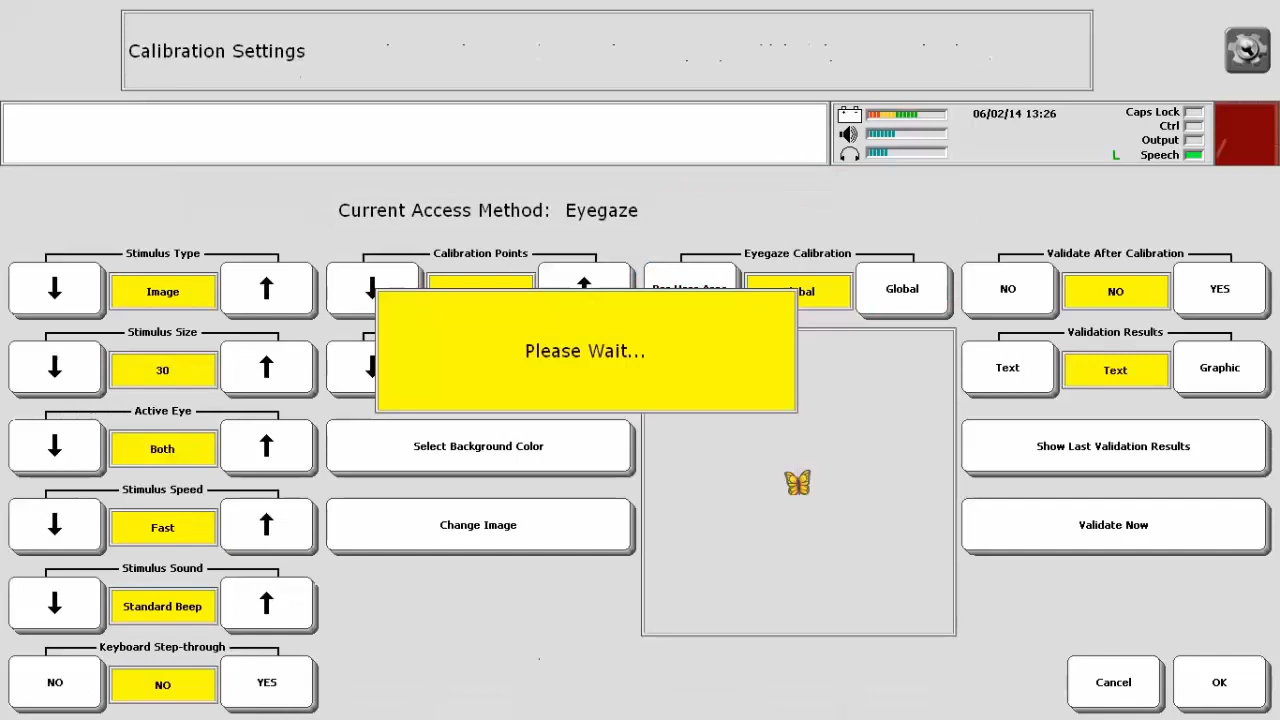 Calibration Settings
06/02/14 13:26
Caps Lock
Ctrl
Output
L Speech
Current Access Method: Eyegaze
Stimulus Type
Calibration Points
Eyegaze Calibration
Validate After Calibration
Image
Global
NO
NO
YES
Stimulus Size
Validation Results
30
Please Wait...
Text
Text
Graphic
Active Eye
Both
Select Background Color
Show Last Validation Results
Stimulus Speed
Fast
Change Image
Validate Now
Stimulus Sound
Standard Beep
Keyboard Step-through
NO
NO
YES
Cancel
OK